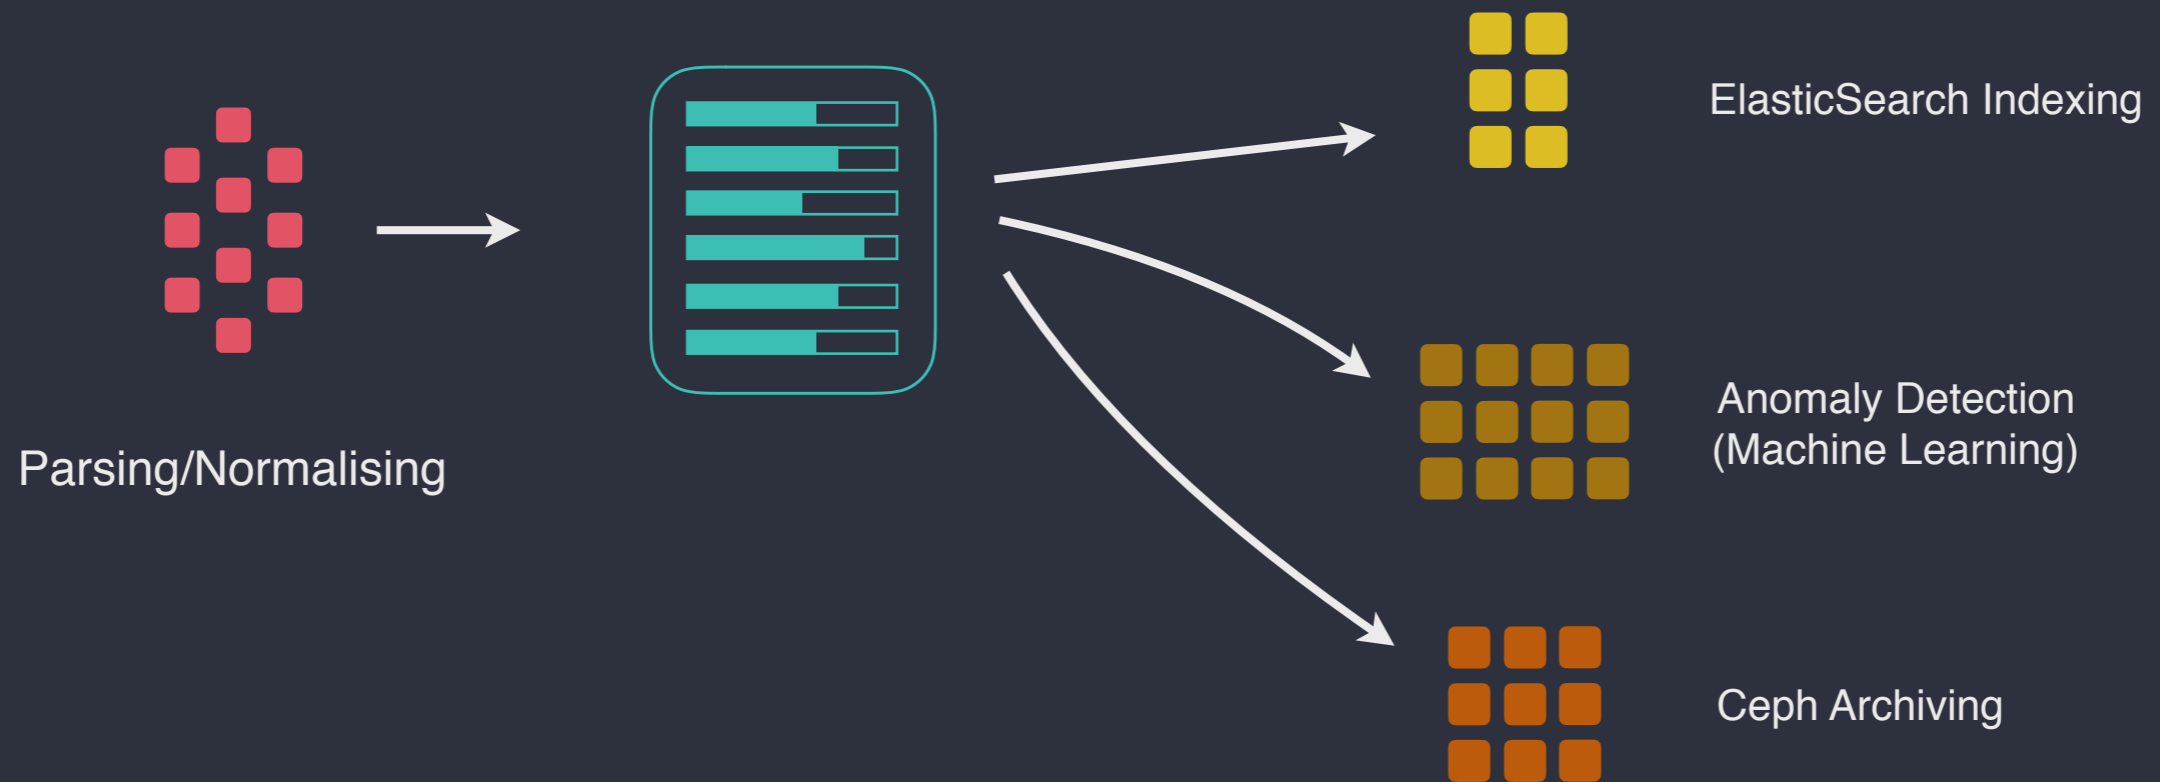 ElasticSearch Indexing
Parsing/Normalising
Anomaly Detection
(Machine Learning)
Ceph Archiving